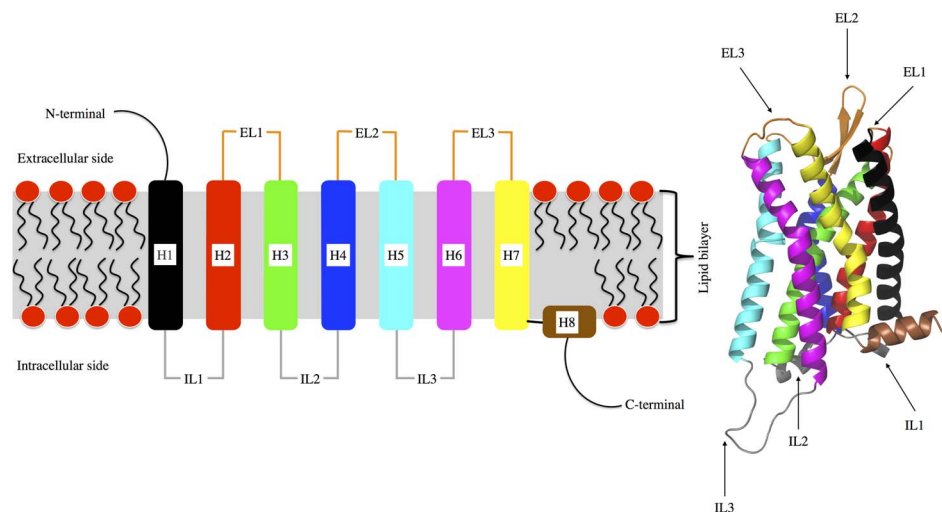 N-terminal
EL1
EL2
EL3
Extracellular side
H1
H2
H3
H4
H5
H6
H7
H8
Lipid bilayer
Intracellular side
IL1
IL2
IL3
C-terminal
EL2
EL3
EL1
IL1
IL2
IL3